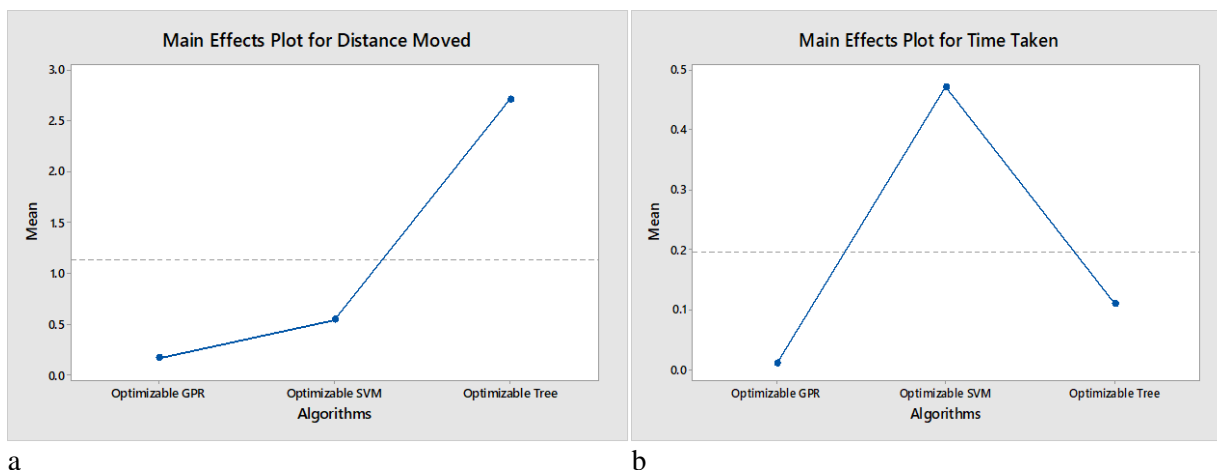 Main Effects Plot for Distance Moved
3.0
2.5
2.0
1.5
1.0
0.5
0.0
Mean
Optimizable GPR
Optimizable SVM
Optimizable Tree
Algorithms
a
Main Effects Plot for Time Taken
0.5
0.4
0.3
0.2
0.1
0.0
Mean
Optimizable GPR
Optimizable SVM
Optimizable Tree
Algorithms
b